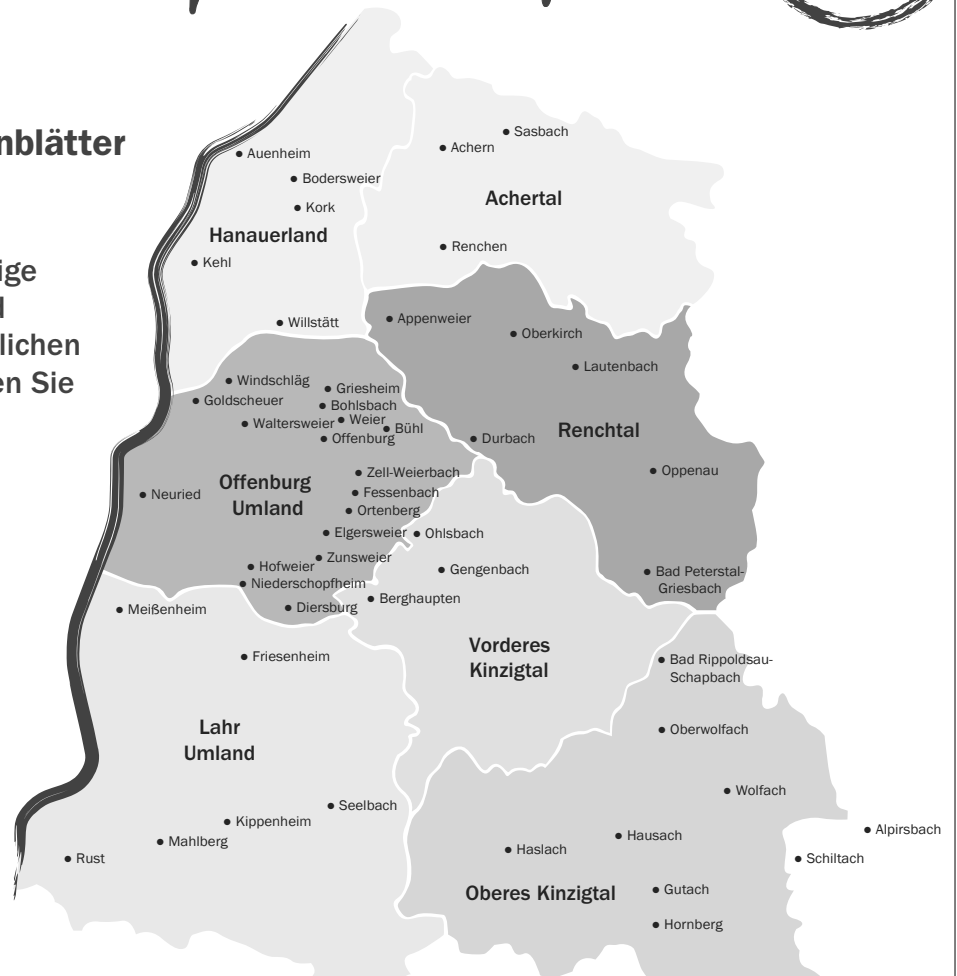 nblätter
ige
lichen
en Sie
Sasbach
Achern
Auenheim
Bodersweier
Achertal
Kork
Hanauerland
Renchen
Kehl
Willstätt
Appenweier
Oberkirch
Lautenbach
Windschläg
Griesheim
Goldscheuer
Bohlsbach
Waltersweier
Weier
Bühl
Offenburg
Durbach
Renchtal
Oppenau
Zell-Weierbach
Offenburg
Umland
Neuried
Fessenbach
Ortenberg
Elgersweier
Ohlsbach
Zunsweier
Hofweier
Gengenbach
Bad Peterstal-
Griesbach
Niederschopfheim
Berghaupten
Diersburg
Meißenheim
Vorderes
Kinzigtal
Friesenheim
Bad Rippoldsau-
Schapbach
Lahr
Umland
Oberwolfach
Wolfach
Seelbach
Kippenheim
Alpirsbach
Mahlberg
Hausach
Haslach
Rust
Schiltach
Oberes Kinzigtal
Gutach
Hornberg